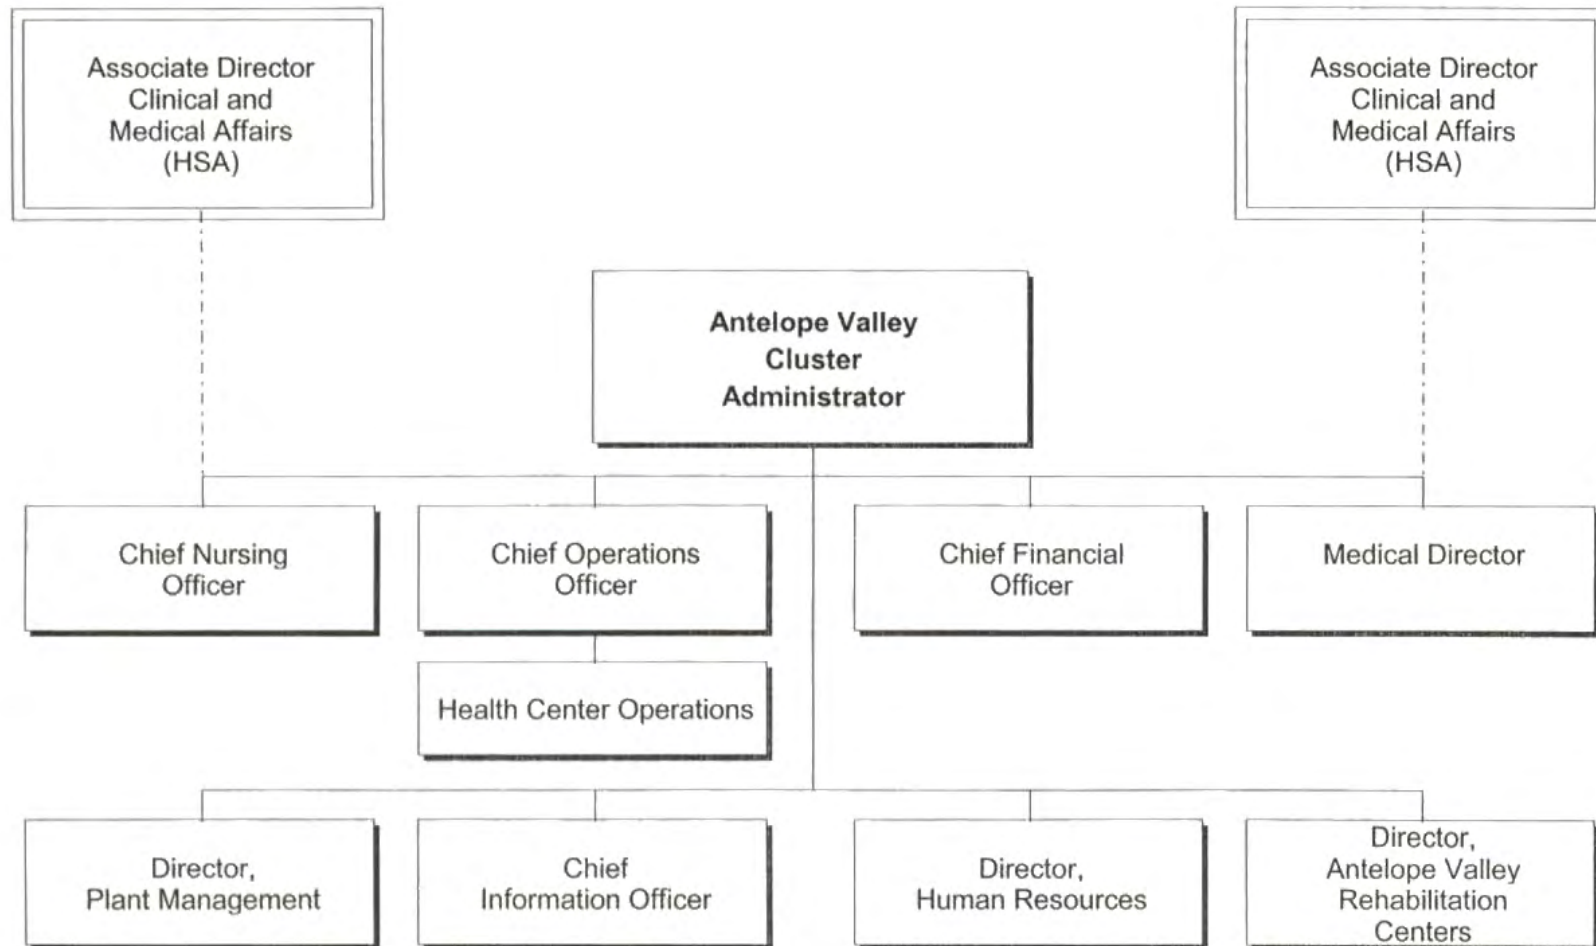 Associate Director
Clinical and
Medical Affairs
(HSA)
Associate Director
Clinical and
Medical Affairs
(HSA)
Antelope Valley
Cluster
Administrator
Chief Nursing
Officer
Chief Operations
Officer
Chief Financial
Officer
Medical Director
Health Center Operations
Director,
Plant Management
Chief
Information Officer
Director,
Human Resources
Director,
Antelope Valley
Rehabilitation
Centers